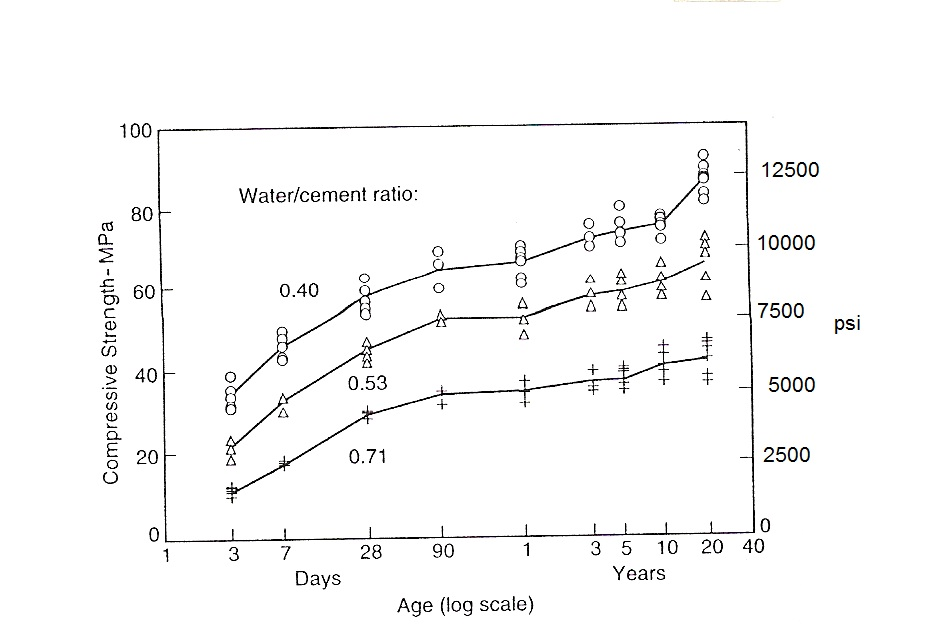 100
12500
Water/cement ratio:
80
10000
0.40
60
7500
psi
Compressive Strength-MPa
40
0.53
5000
0.71
20
2500
0
0
1 3 7 28 90 1 3 5 10 20 40
Days Years
Age (log scale)